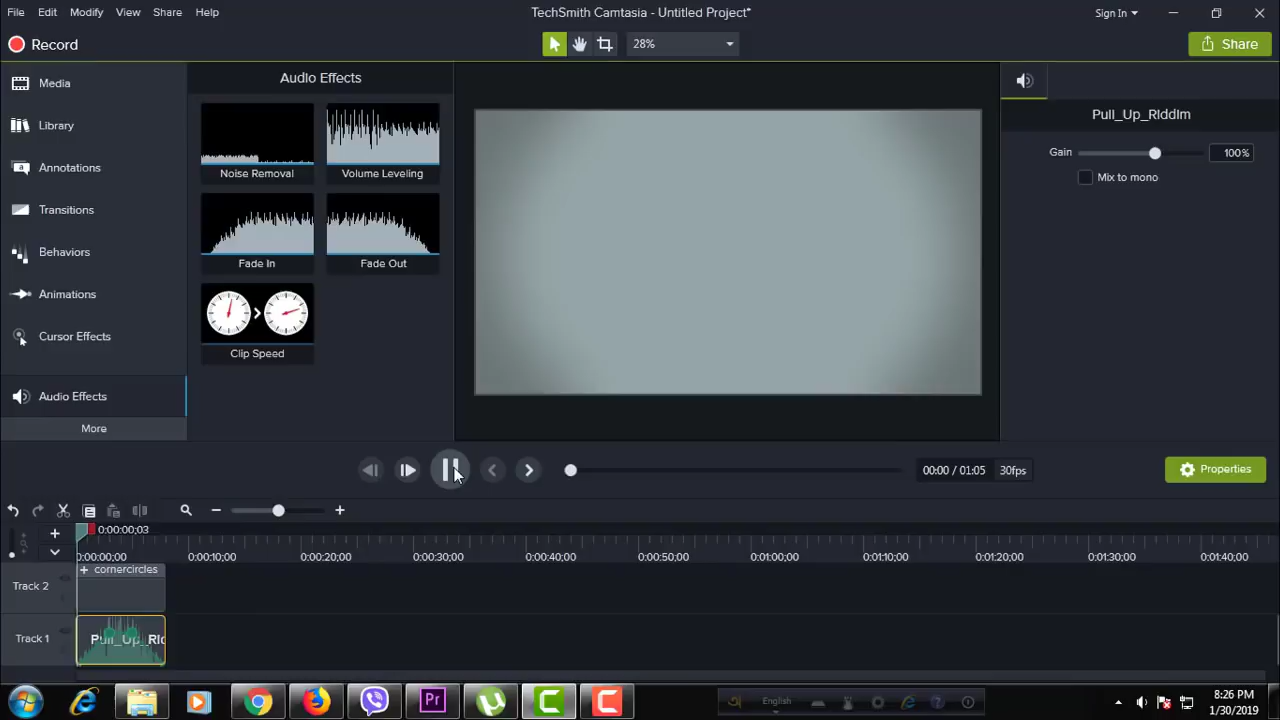 File Edit Modify View Share Help
TechSmith Camtasia - Untitled Project*
Sign In
Record
28%
Share
Media
Library
Annotations
Transitions
Behaviors
Animations
Cursor Effects
Audio Effects
More
Audio Effects
Noise Removal
Volume Leveling
Fade In
Fade Out
Clip Speed
Pull_Up_RIddIm
Gain
100%
Mix to mono
00:00 / 01:05
30fps
Properties
0:00:00;03
0:00:00;00 0:00:10;00 0:00:20;00 0:00:30;00 0:00:40;00 0:00:50;00 0:01:00;00 0:01:10;00 0:01:20;00 0:01:30;00 0:01:40;00
Track 2
+ cornercircles
Track 1
Pull_Up_RIc
Pr
English
8:26 PM
1/30/2019